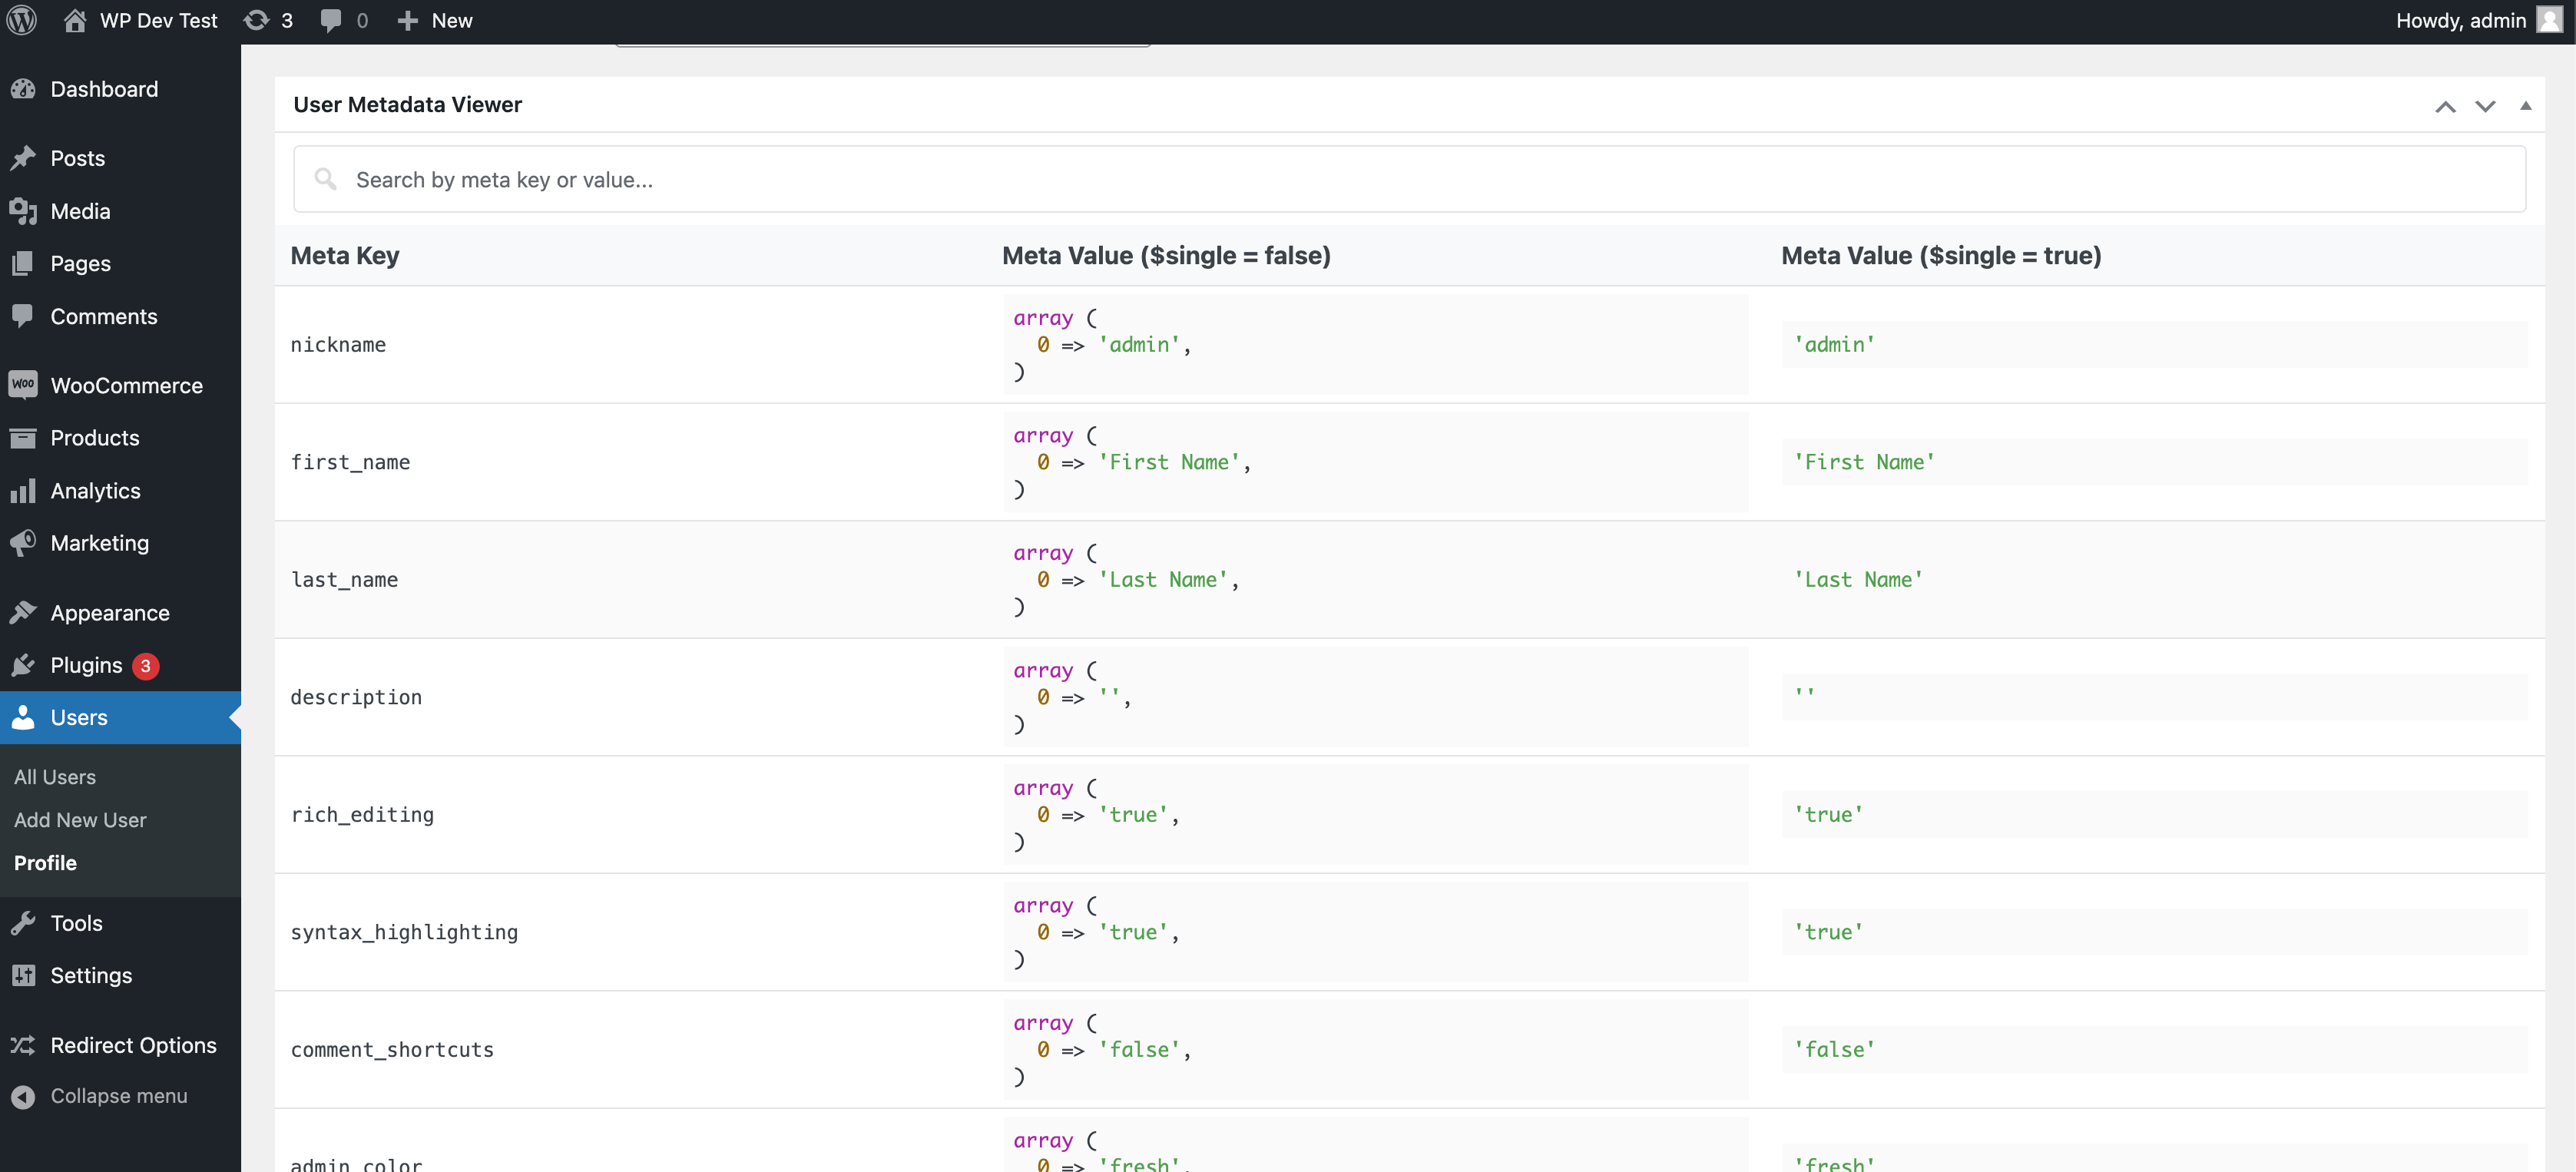 WP Dev Test 3 0 New Howdy, admin
Dashboard
Posts
Media
Pages
Comments
Woo WooCommerce
Products
Analytics
Marketing
Appearance
Plugins 3
Users
All Users
Add New User
Profile
Tools
Settings
Redirect Options
Collapse menu
User Metadata Viewer
Search by meta key or value...
Meta Key Meta Value ($single = false) Meta Value ($single = true)
array (
nickname 0 => 'admin', 'admin'
)
array (
first_name 0 => 'First Name', 'First Name'
)
array (
last_name 0 => 'Last Name', 'Last Name'
)
array (
description 0 => '', ''
)
array (
rich_editing 0 => 'true', 'true'
)
array (
syntax_highlighting 0 => 'true', 'true'
)
array (
comment_shortcuts 0 => 'false', 'false'
)
array (
admin_color 0 => 'fresh', 'fresh'